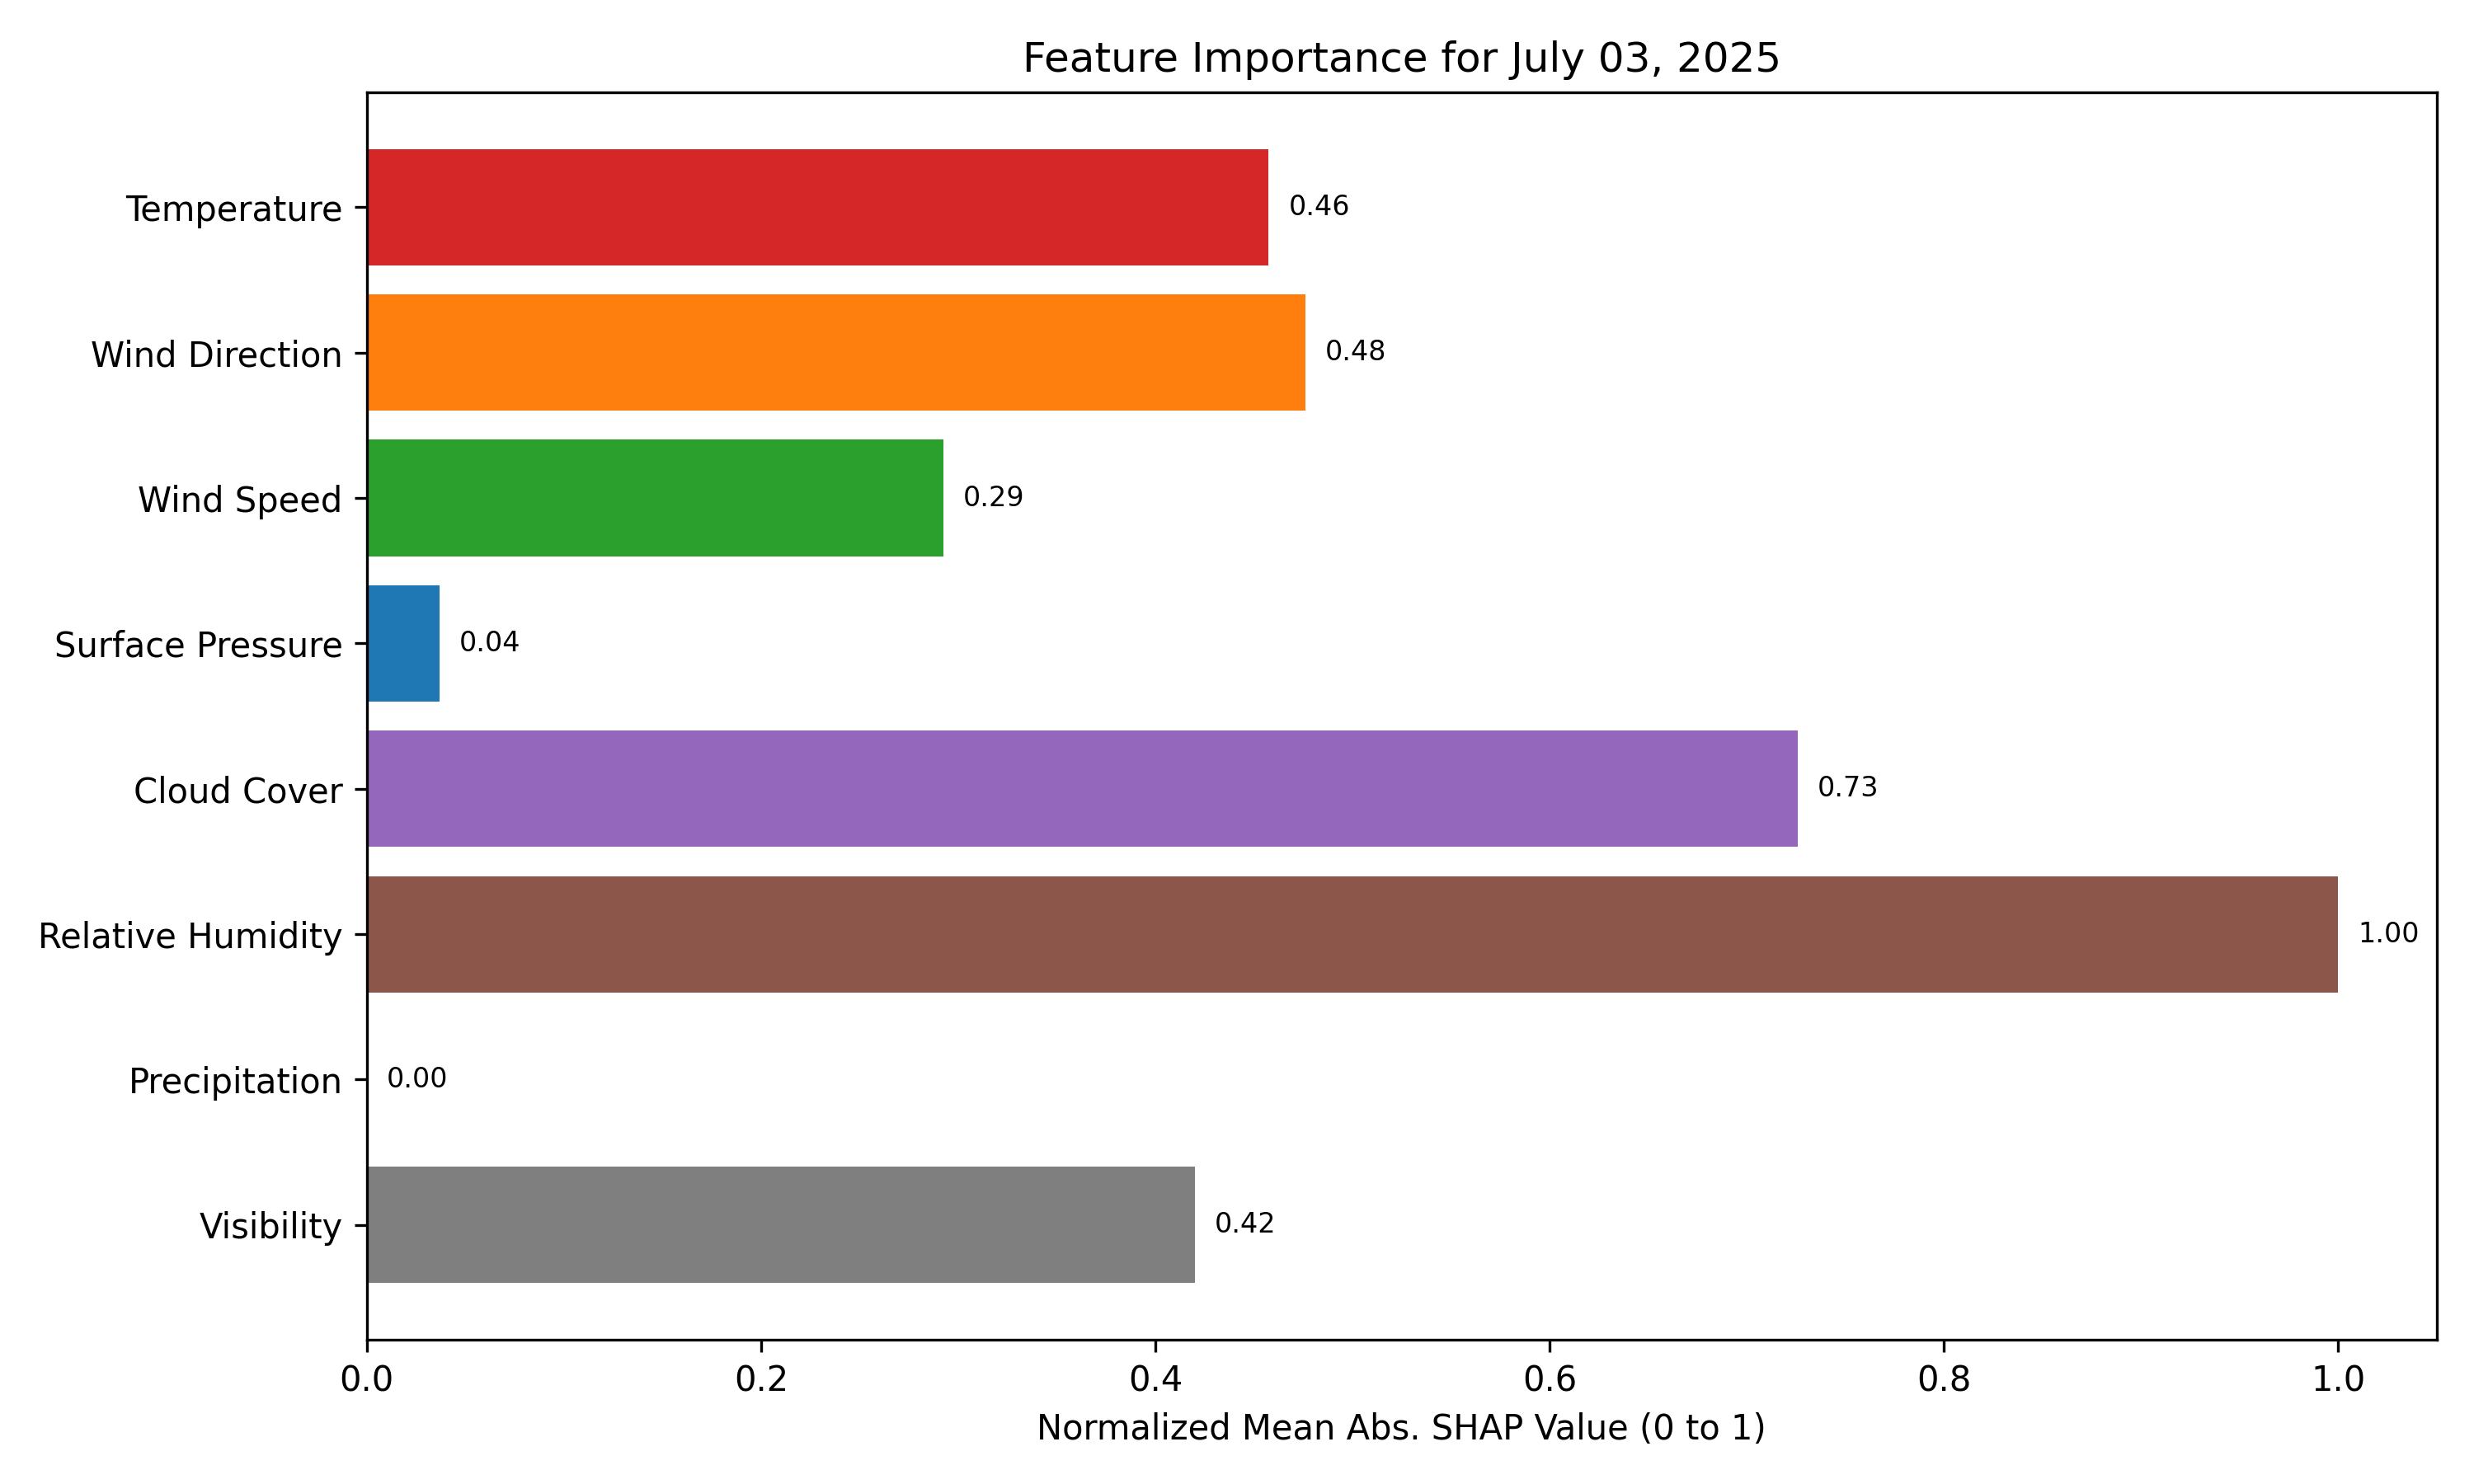 Feature Importance for July 03, 2025
Temperature
0.46
Wind Direction
0.48
Wind Speed
0.29
Surface Pressure
0.04
Cloud Cover
0.73
Relative Humidity
1.00
Precipitation
0.00
Visibility
0.42
0.0 0.2 0.4 0.6 0.8 1.0
Normalized Mean Abs. SHAP Value (0 to 1)